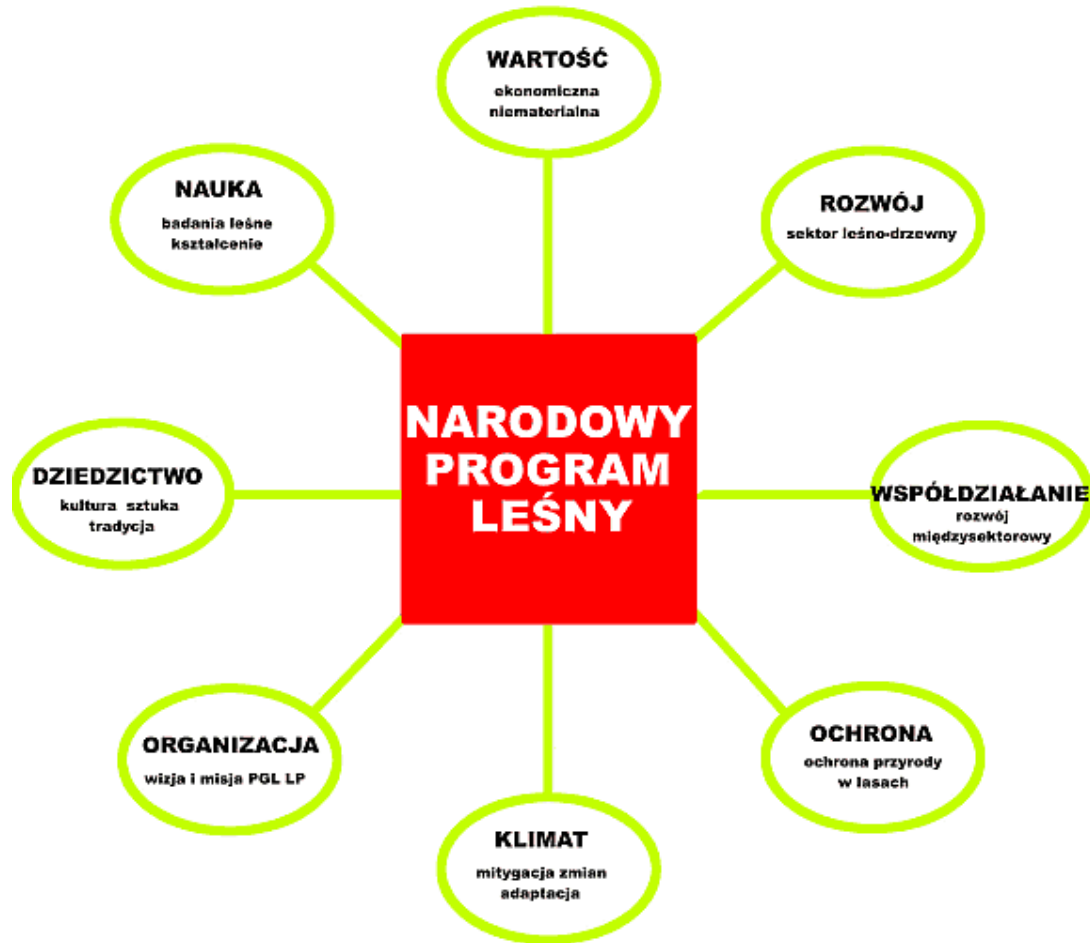 WARTOŚĆ
ekonomiczna
niematerialna
NAUKA
badania leśne
kształcenie
ROZWÓJ
sektor leśno-drzewny
NARODOWY
PROGRAM
LEŚNY
DZIEDZICTWO
kultura sztuka
tradycja
WSPÓŁDZIAŁANIE
rozwój
międzysektorowy
ORGANIZACJA
wizja i misja PGL LP
OCHRONA
ochrona przyrody
w lasach
KLIMAT
mitygacja zmian
adaptacja